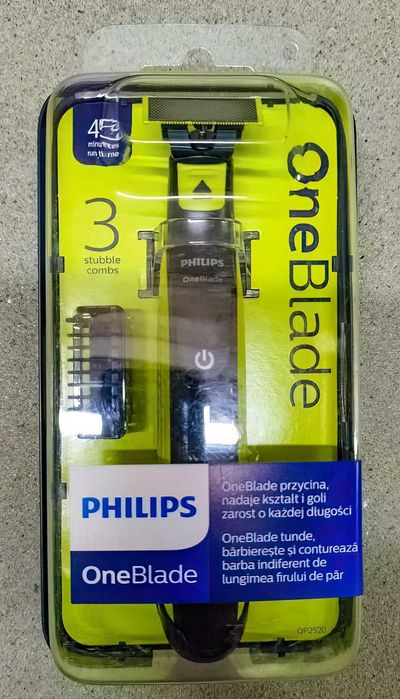 45
minutes
run time
3
stubble
combs
OneBlade
PHILIPS
OneBlade
PHILIPS
OneBlade
OneBlade przycina,
nadaje kształt i goli
zarost o każdej długości
OneBlade tunde,
bărbierește și conturează
barba indiferent de
lungimea firului de păr
QP2520